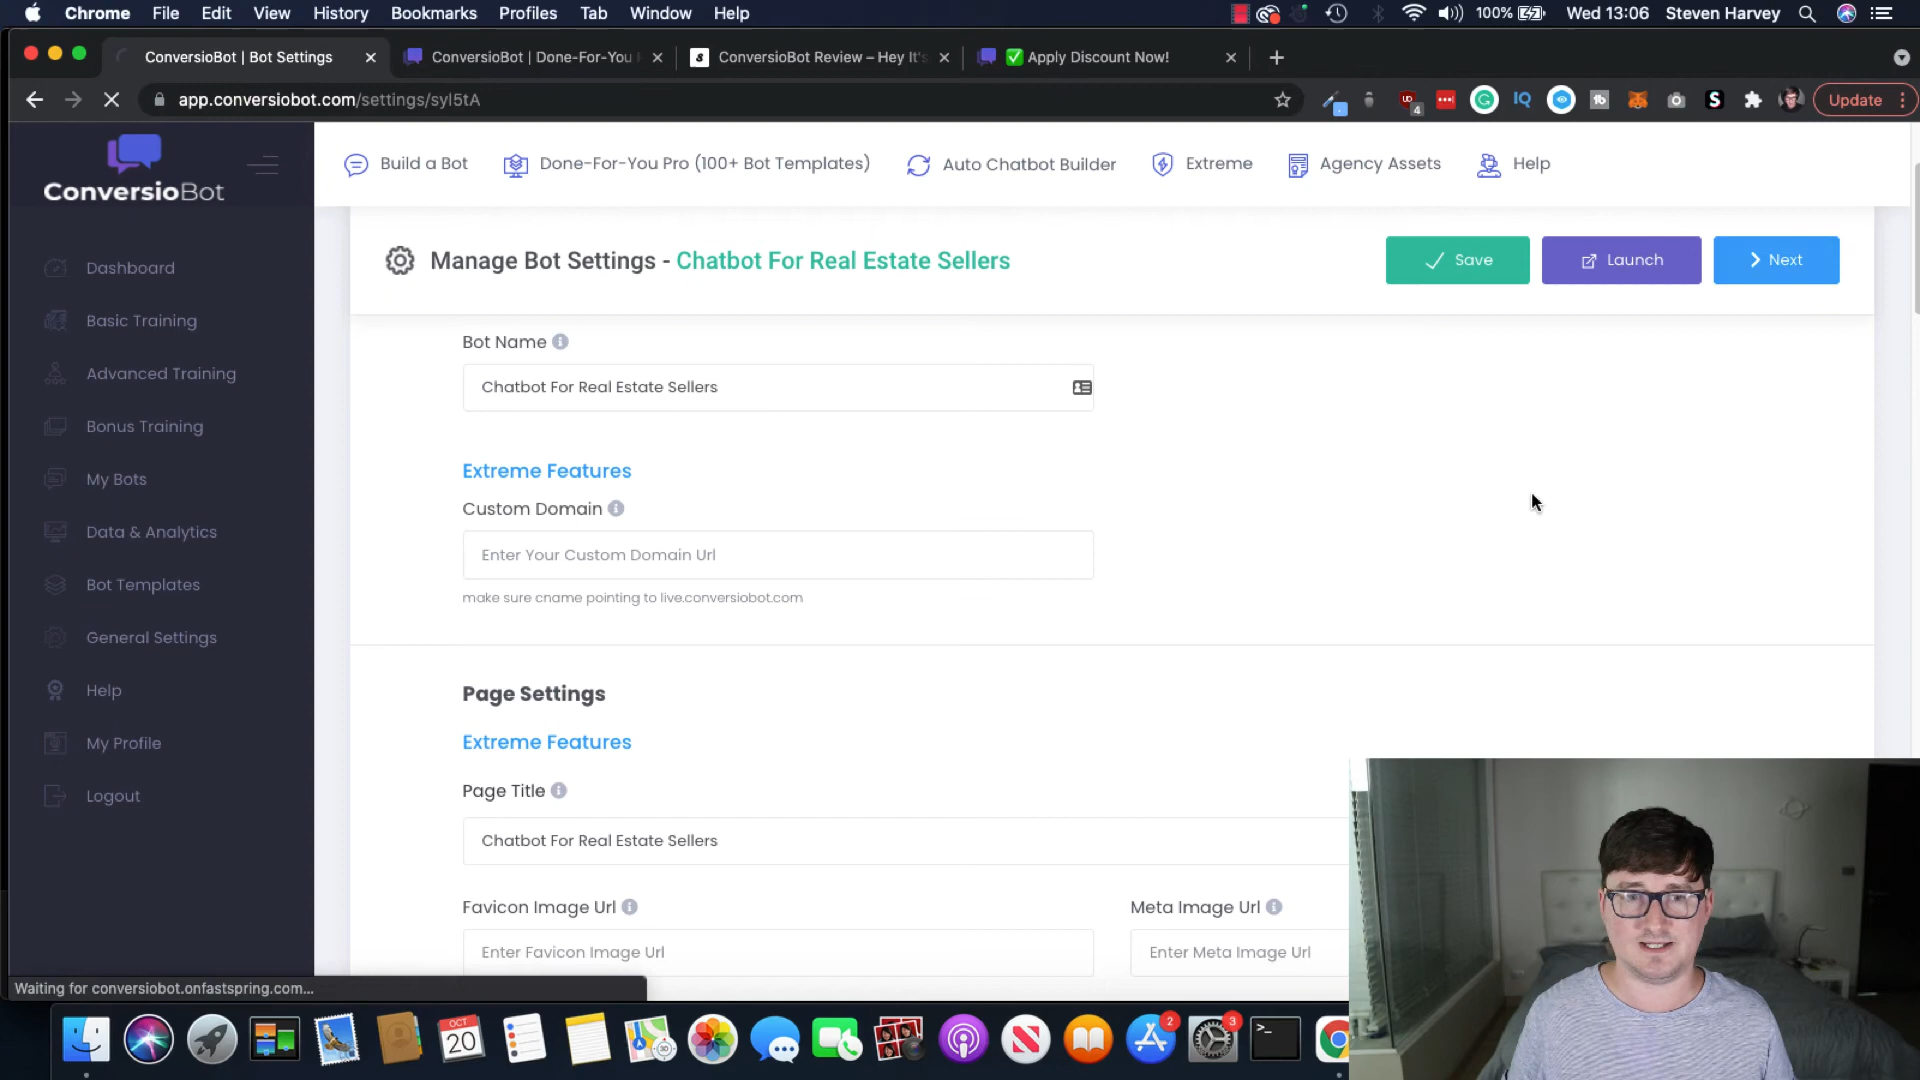 Chrome File Edit View History Bookmarks Profiles Tab Window Help 100% Wed 13:06 Steven Harvey
ConversioBot | Bot Settings ConversioBot | Done-For-You ConversioBot Review – Hey It's Apply Discount Now!
app.conversiobot.com/settings/syl5tA Update
ConversioBot
Build a Bot Done-For-You Pro (100+ Bot Templates) Auto Chatbot Builder Extreme Agency Assets Help
Manage Bot Settings - Chatbot For Real Estate Sellers Save Launch Next
Dashboard
Basic Training
Advanced Training
Bonus Training
My Bots
Data & Analytics
Bot Templates
General Settings
Help
My Profile
Logout
Bot Name
Chatbot For Real Estate Sellers
Extreme Features
Custom Domain
Enter Your Custom Domain Url
make sure cname pointing to live.conversiobot.com
Page Settings
Extreme Features
Page Title
Chatbot For Real Estate Sellers
Favicon Image Url Meta Image Url
Enter Favicon Image Url Enter Meta Image Url
Waiting for conversiobot.onfastspring.com...
OCT
20
2
3